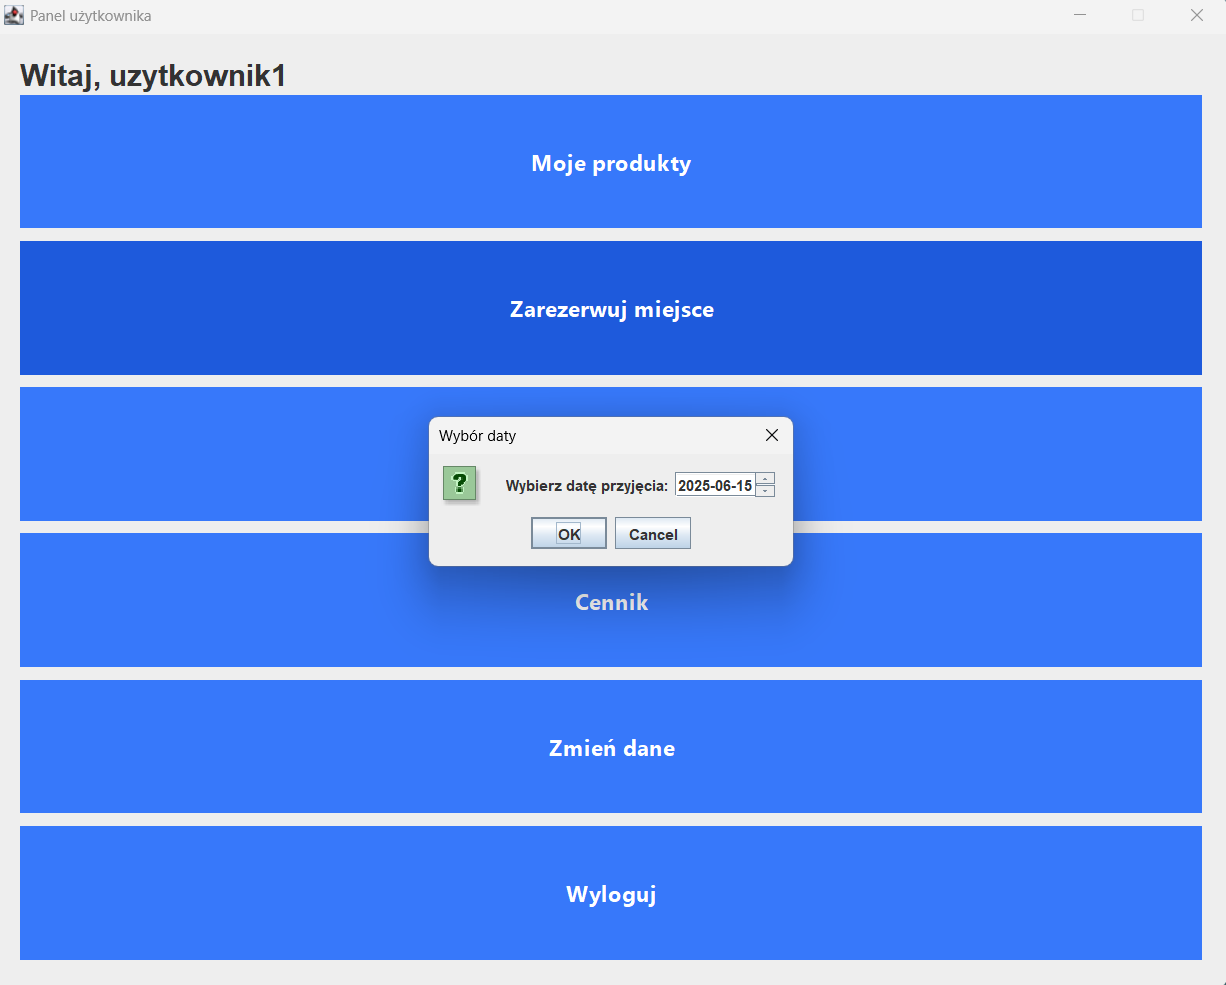 Panel użytkownika
Witaj, uzytkownik1
Moje produkty
Zarezerwuj miejsce
Wybór daty
?
Wybierz datę przyjęcia: 2025-06-15
OK Cancel
Cennik
Zmień dane
Wyloguj